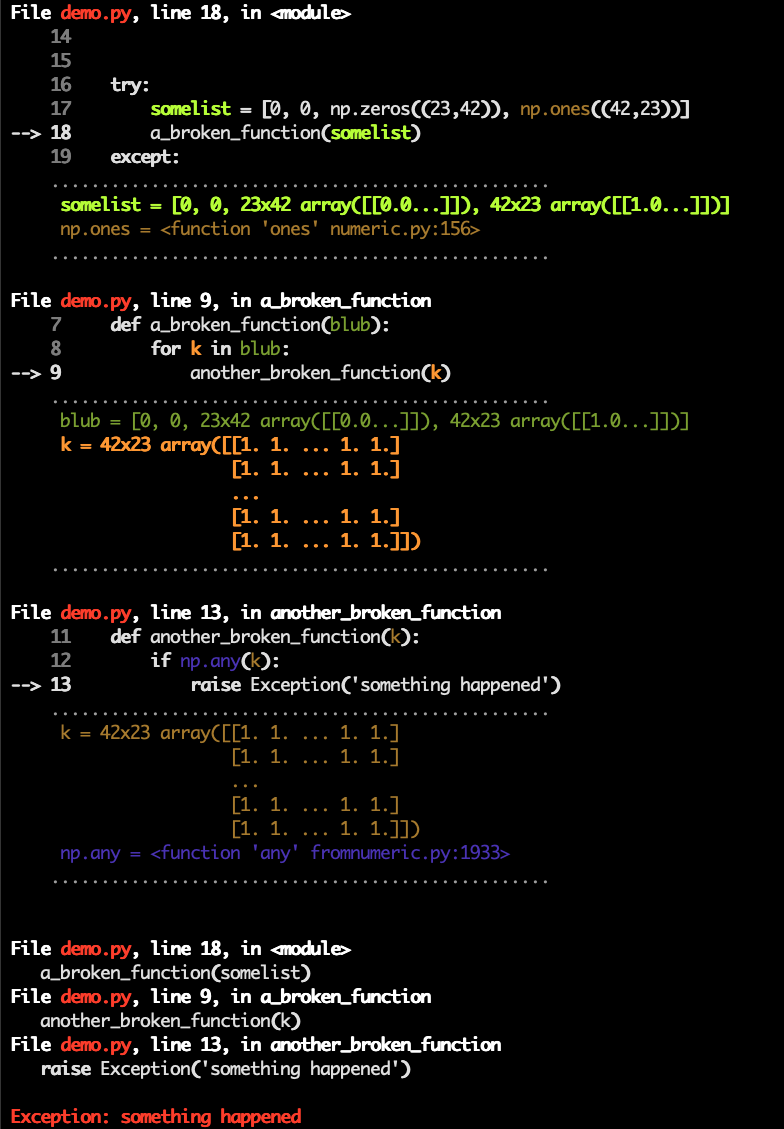 File demo.py, line 18, in <module>
    14
    15
    16    try:
    17        somelist = [0, 0, np.zeros((23,42)), np.ones((42,23))]
--> 18        a_broken_function(somelist)
    19    except:
    ..................................................
     somelist = [0, 0, 23x42 array([[0.0...]]), 42x23 array([[1.0...]])]
     np.ones = <function 'ones' numeric.py:156>
    ..................................................

File demo.py, line 9, in a_broken_function
    7     def a_broken_function(blub):
    8         for k in blub:
--> 9             another_broken_function(k)
    ..................................................
     blub = [0, 0, 23x42 array([[0.0...]]), 42x23 array([[1.0...]])]
     k = 42x23 array([[1. 1. ... 1. 1.]
                      [1. 1. ... 1. 1.]
                      ...
                      [1. 1. ... 1. 1.]
                      [1. 1. ... 1. 1.]])
    ..................................................

File demo.py, line 13, in another_broken_function
    11    def another_broken_function(k):
    12        if np.any(k):
--> 13            raise Exception('something happened')
    ..................................................
     k = 42x23 array([[1. 1. ... 1. 1.]
                      [1. 1. ... 1. 1.]
                      ...
                      [1. 1. ... 1. 1.]
                      [1. 1. ... 1. 1.]])
     np.any = <function 'any' fromnumeric.py:1933>
    ..................................................


File demo.py, line 18, in <module>
   a_broken_function(somelist)
File demo.py, line 9, in a_broken_function
   another_broken_function(k)
File demo.py, line 13, in another_broken_function
   raise Exception('something happened')

Exception: something happened